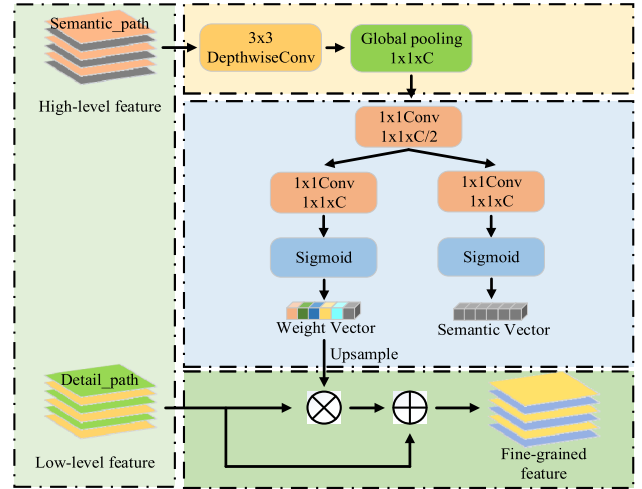 Semantic_path
High-level feature
3x3
DepthwiseConv
Global pooling
1x1xC
1x1Conv
1x1xC/2
1x1Conv
1x1xC
1x1Conv
1x1xC
Sigmoid
Sigmoid
Weight Vector
Semantic Vector
Upsample
Detail_path
Low-level feature
Fine-grained
feature